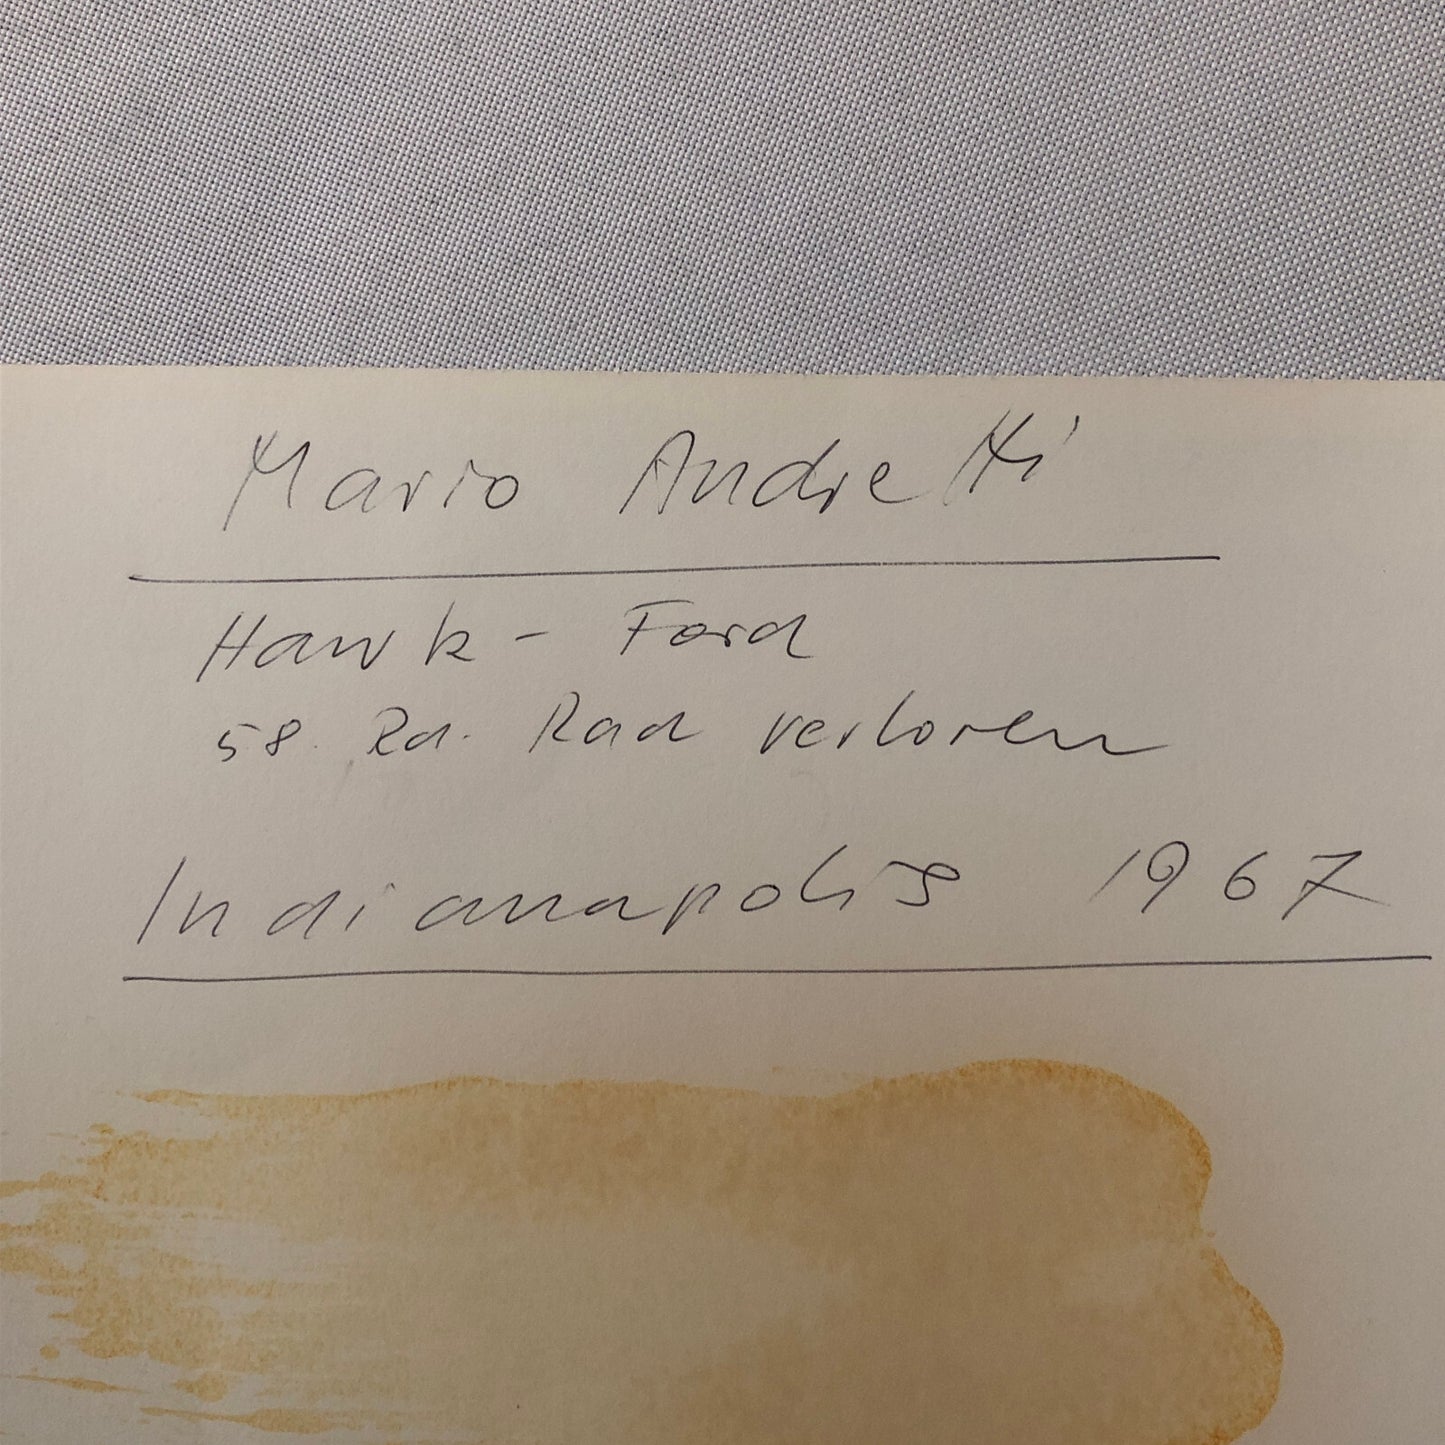 Mario Andretti
Hawk - Ford
58. Rd. Rad verloren
Indianapolis 1967